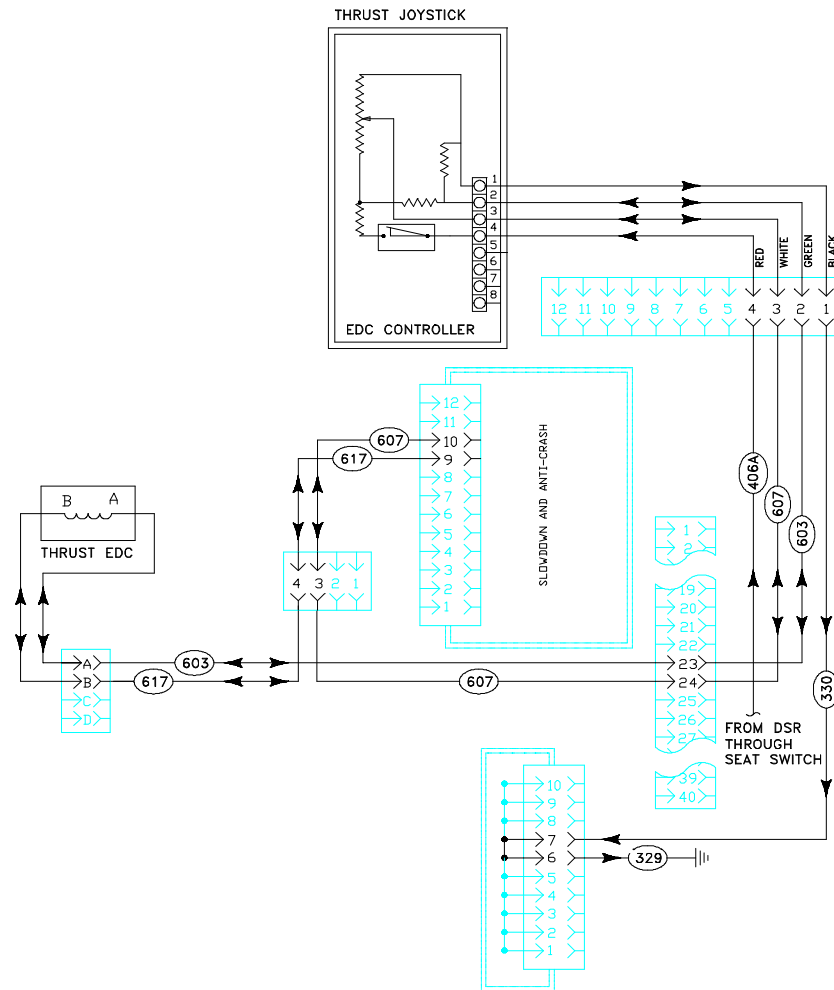 THRUST JOYSTICK
1
2
3
4
5
6
7
8
EDC CONTROLLER
RED
WHITE
GREEN
BLACK
12 11 10 9 8 7 6 5 4 3 2 1
12
11
10
9
8
7
6
5
4
3
2
1
SLOWDOWN AND ANTI-CRASH
607
617
406A
607
603
B A
THRUST EDC
4 3 2 1
1
2
19
20
21
22
23
24
25
26
27
39
40
A
B
C
D
603
617
607
330
FROM DSR
THROUGH
SEAT SWITCH
10
9
8
7
6
5
4
3
2
1
329